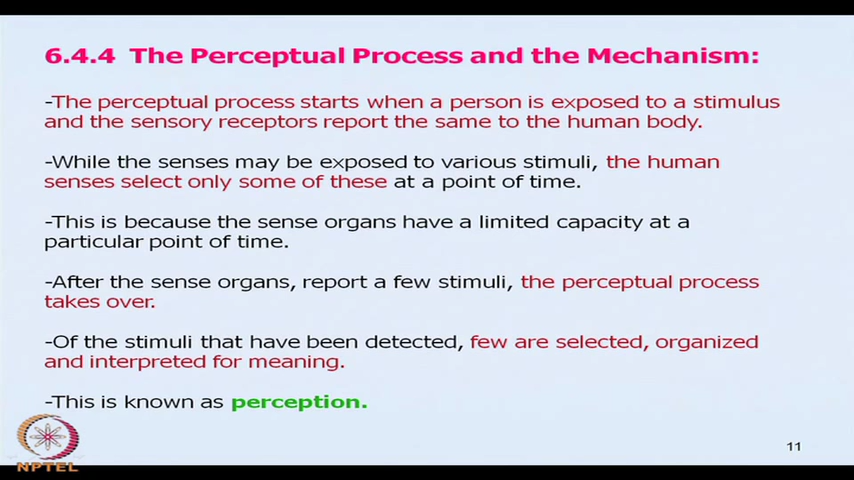 6.4.4 The Perceptual Process and the Mechanism:
-The perceptual process starts when a person is exposed to a stimulus
and the sensory receptors report the same to the human body.
-While the senses may be exposed to various stimuli, the human
senses select only some of these at a point of time.
-This is because the sense organs have a limited capacity at a
particular point of time.
-After the sense organs, report a few stimuli, the perceptual process
takes over.
-Of the stimuli that have been detected, few are selected, organized
and interpreted for meaning.
-This is known as perception.
11
NPTEL